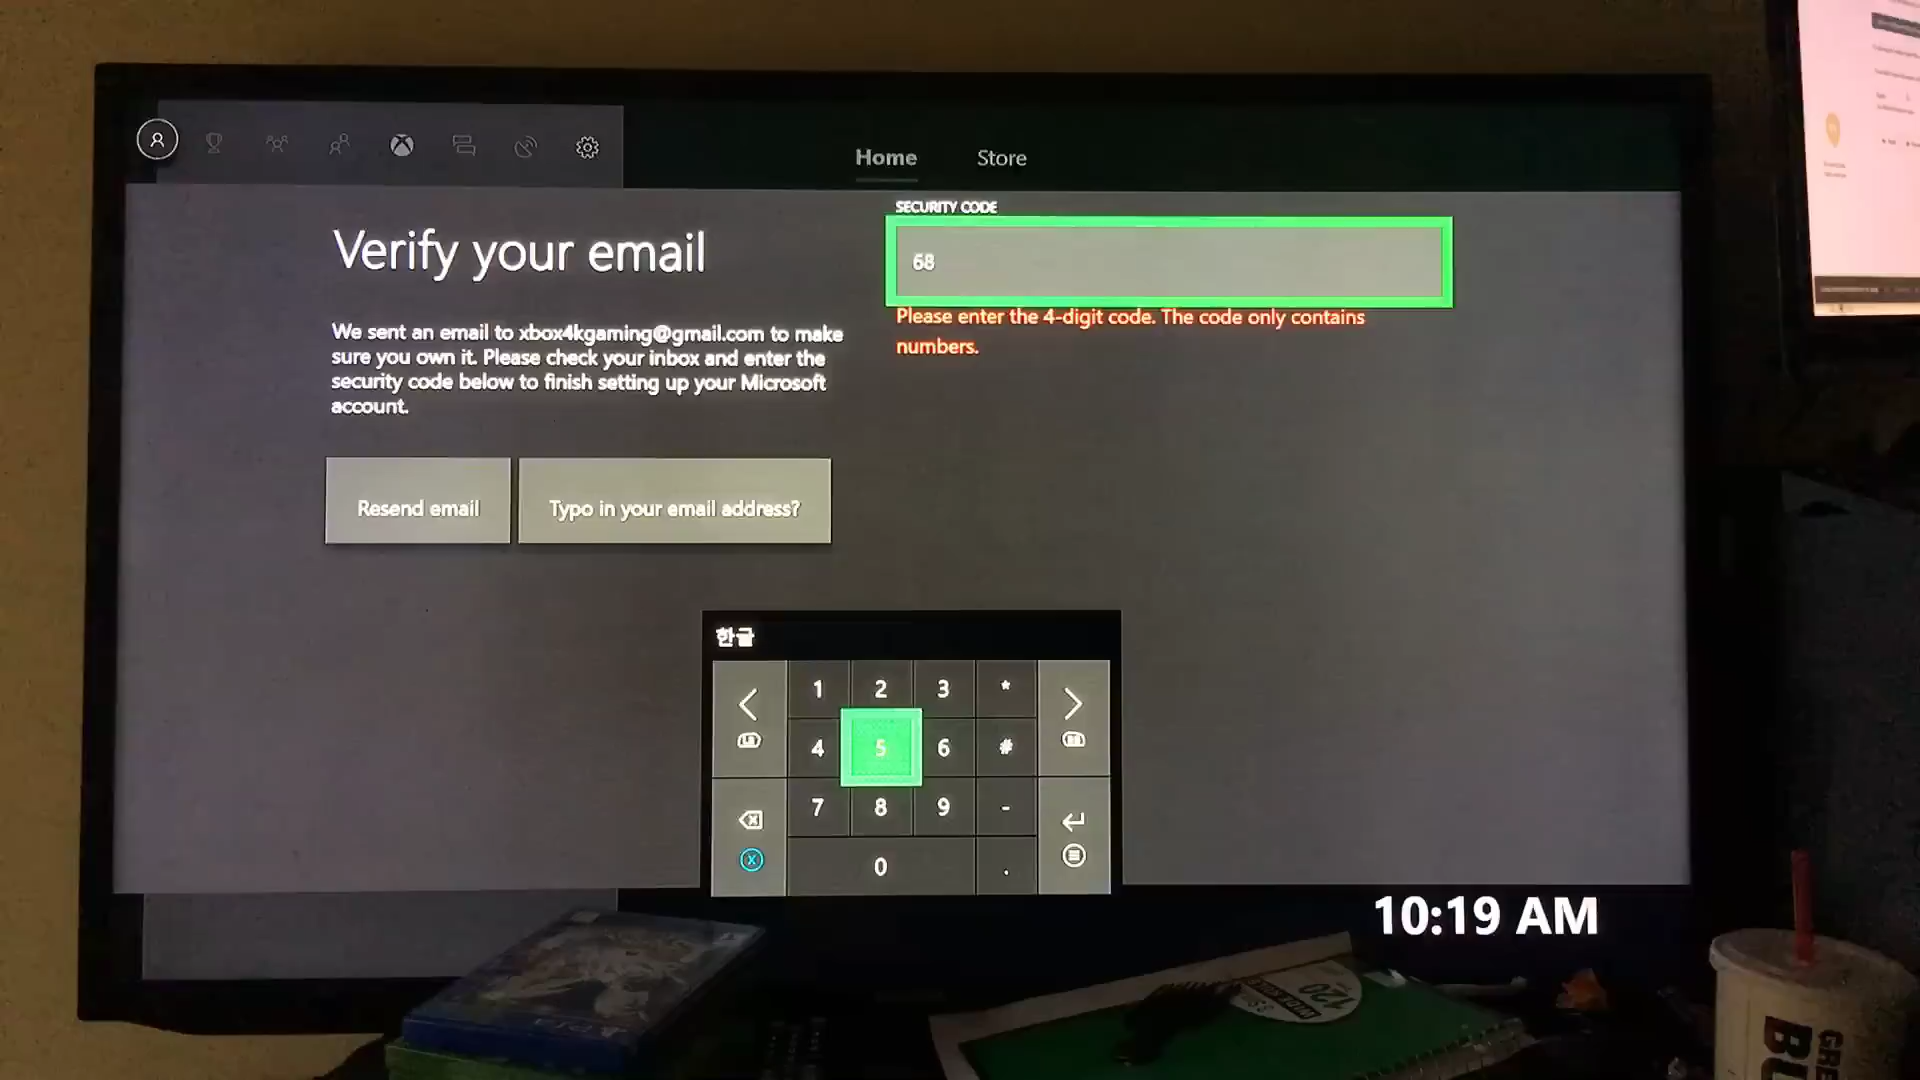 Home
Store
Verify your email
We sent an email to xbox4kgaming@gmail.com to make
sure you own it. Please check your inbox and enter the
security code below to finish setting up your Microsoft
account.
Resend email
Typo in your email address?
SECURITY CODE
68
Please enter the 4-digit code. The code only contains
numbers.
한글
1 2 3 *
4 5 6 #
7 8 9 -
0 .
X
10:19 AM
120